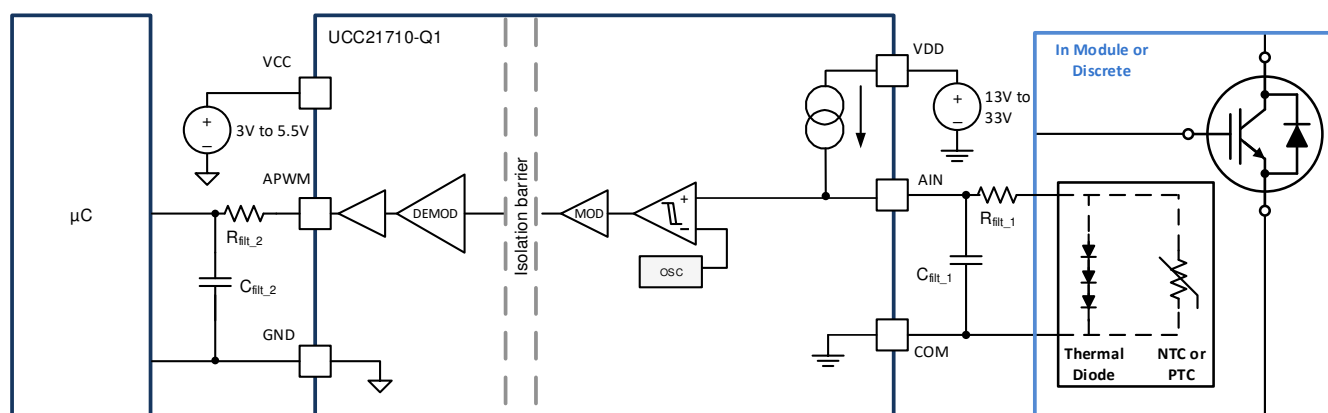 UCC21710-Q1
VCC
3V to 5.5V
APWM
µC
Rfilt_2
Cfilt_2
GND
DEMOD
Isolation barrier
MOD
+
−
OSC
VDD
+
−
13V to
33V
AIN
Rfilt_1
Cfilt_1
COM
In Module or
Discrete
Thermal
Diode
NTC or
PTC
+
−